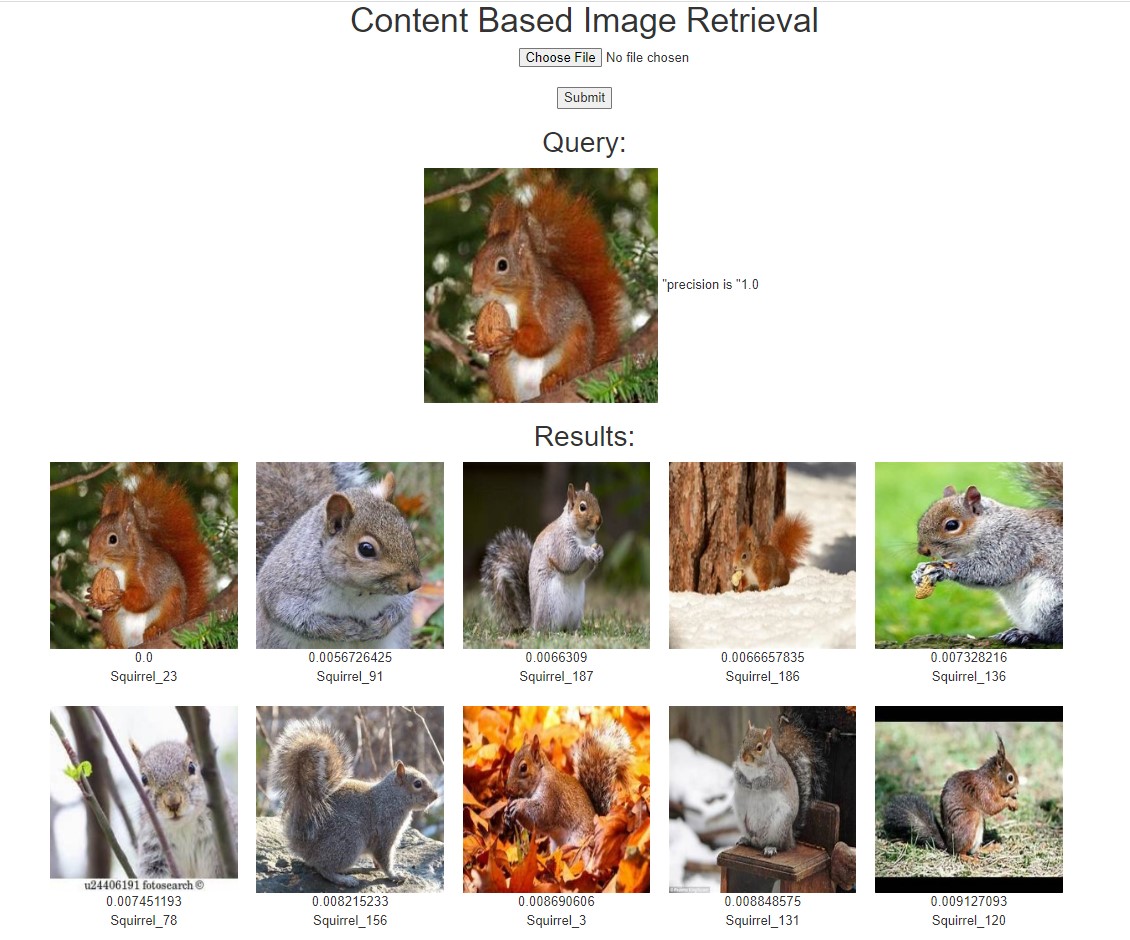 Content Based Image Retrieval
Choose File No file chosen
Submit
Query:
"precision is "1.0
Results:
0.0 0.0056726425 0.0066309 0.0066657835 0.007328216
Squirrel_23 Squirrel_91 Squirrel_187 Squirrel_186 Squirrel_136
u24406191 fotosearch ©
0.007451193 0.008215233 0.008690606 0.008848575 0.009127093
Squirrel_78 Squirrel_156 Squirrel_3 Squirrel_131 Squirrel_120